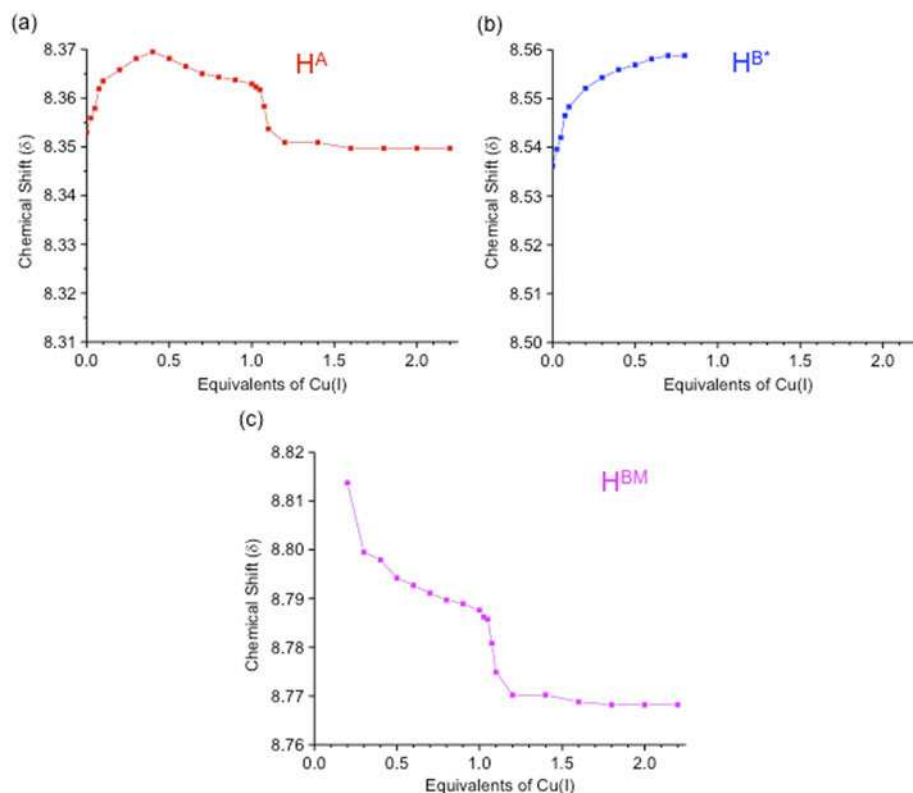 (a)
H^A
8.37
8.36
8.35
8.34
8.33
8.32
8.31
Chemical Shift (δ)
0.0 0.5 1.0 1.5 2.0
Equivalents of Cu(I)
(b)
H^B*
8.56
8.55
8.54
8.53
8.52
8.51
8.50
Chemical Shift (δ)
0.0 0.5 1.0 1.5 2.0
Equivalents of Cu(I)
(c)
H^BM
8.82
8.81
8.80
8.79
8.78
8.77
8.76
Chemical Shift (δ)
0.0 0.5 1.0 1.5 2.0
Equivalents of Cu(I)